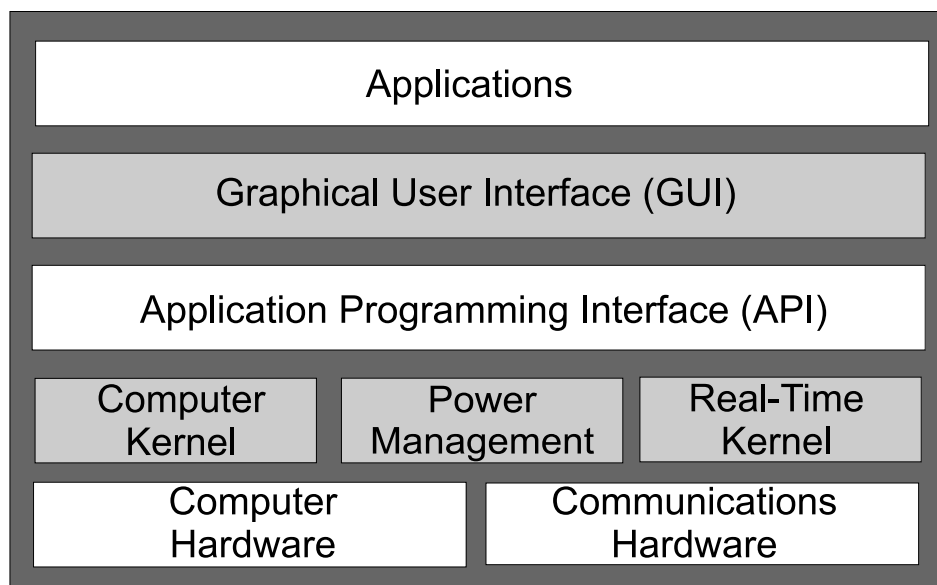 Applications
Graphical User Interface (GUI)
Application Programming Interface (API)
Computer
Kernel
Power
Management
Real-Time
Kernel
Computer
Hardware
Communications
Hardware